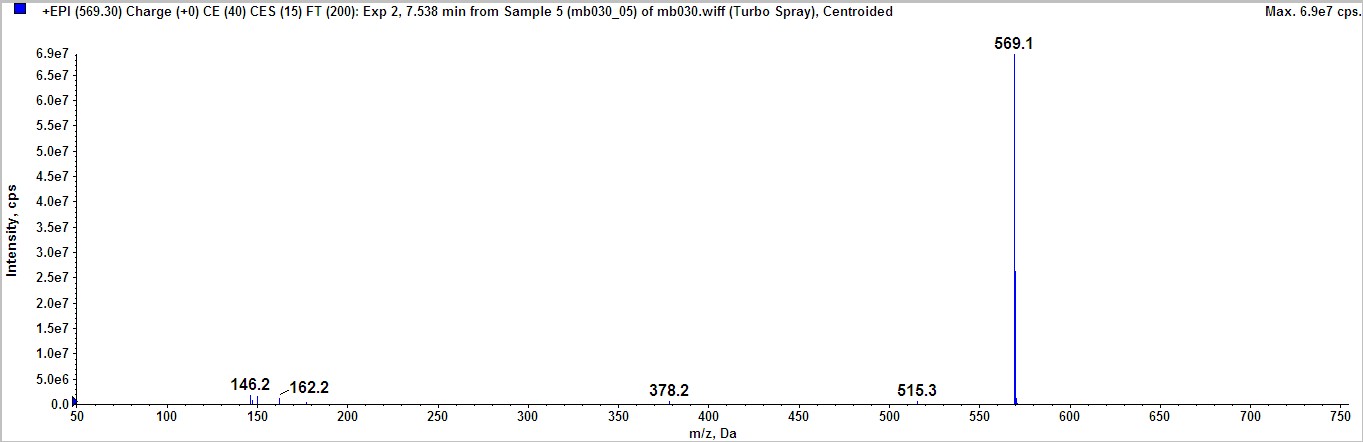 +EPI (569.30) Charge (+0) CE (40) CES (15) FT (200): Exp 2, 7.538 min from Sample 5 (mb030_05) of mb030.wiff (Turbo Spray), Centroided
Max. 6.9e7 cps.
569.1
6.9e7
6.5e7
6.0e7
5.5e7
5.0e7
4.5e7
4.0e7
3.5e7
3.0e7
2.5e7
2.0e7
1.5e7
1.0e7
5.0e6
0.0
Intensity, cps
146.2
162.2
378.2
515.3
50 100 150 200 250 300 350 400 450 500 550 600 650 700 750
m/z, Da